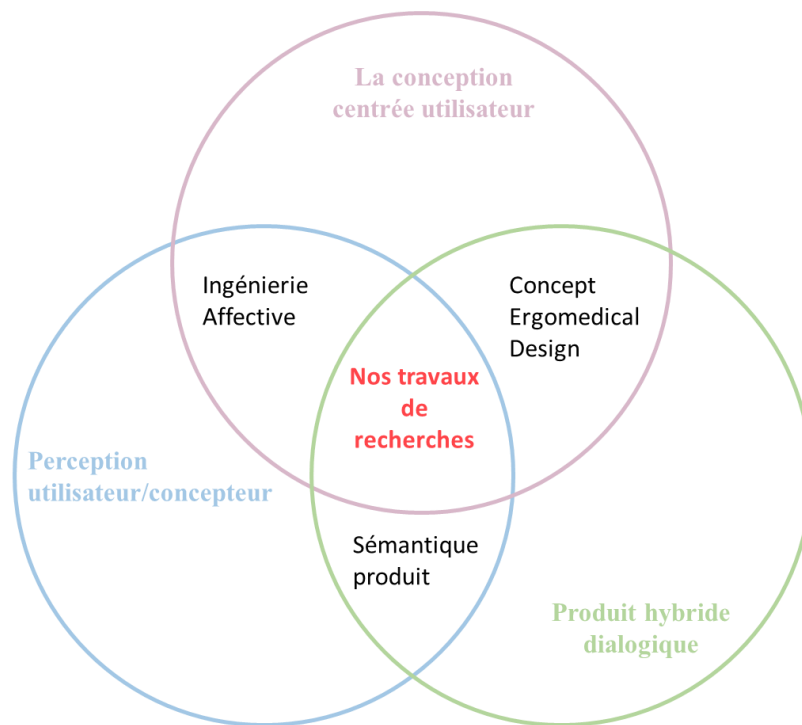 La conception
centrée utilisateur
Ingénierie
Affective
Concept
Ergomedical
Design
Nos travaux
de
recherches
Perception
utilisateur/concepteur
Sémantique
produit
Produit hybride
dialogique